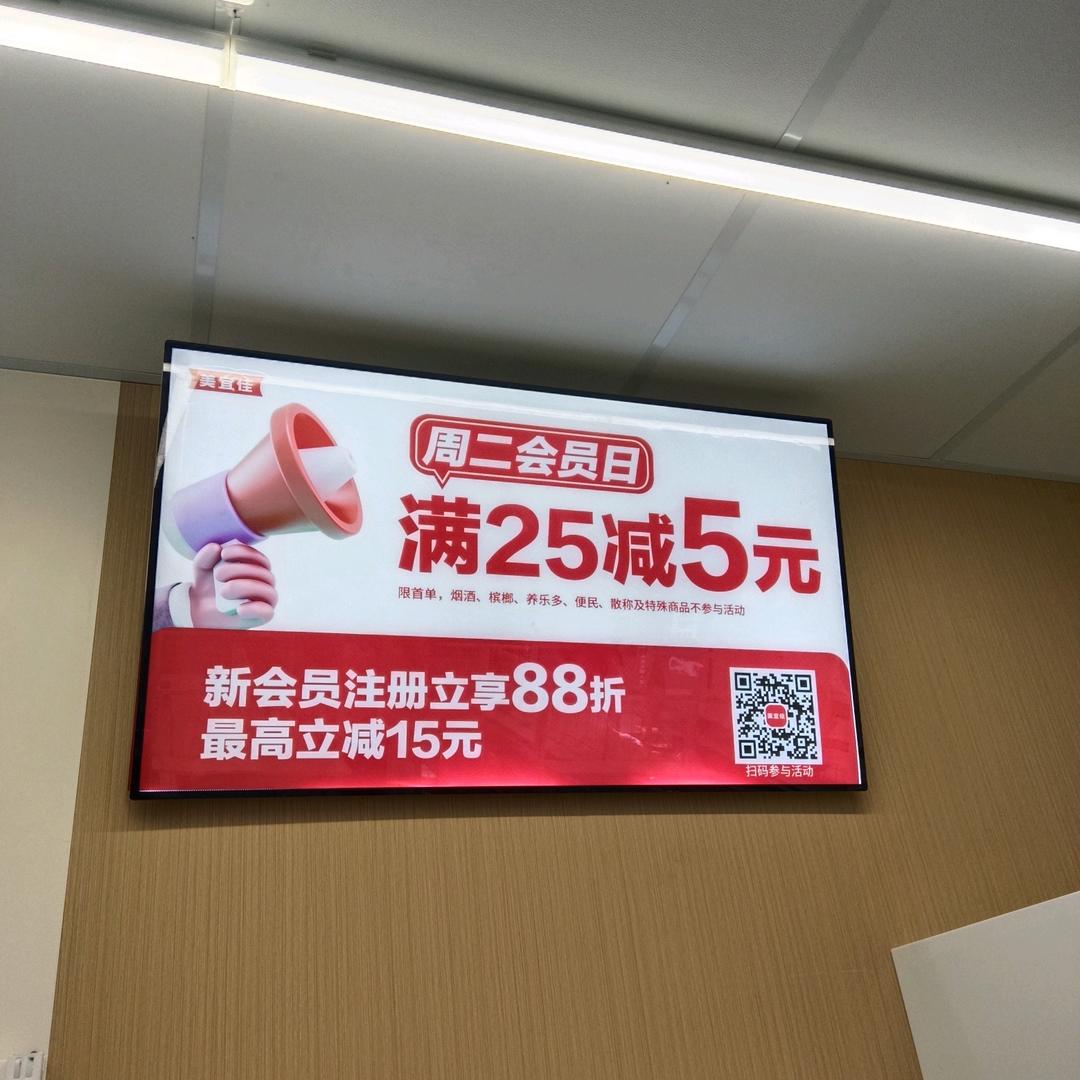 美宜佳
周二会员日
满25减5元
限首单，烟酒、槟榔、养乐多、便民、散称及特殊商品不参与活动
新会员注册立享88折
最高立减15元
美宜佳
扫码参与活动